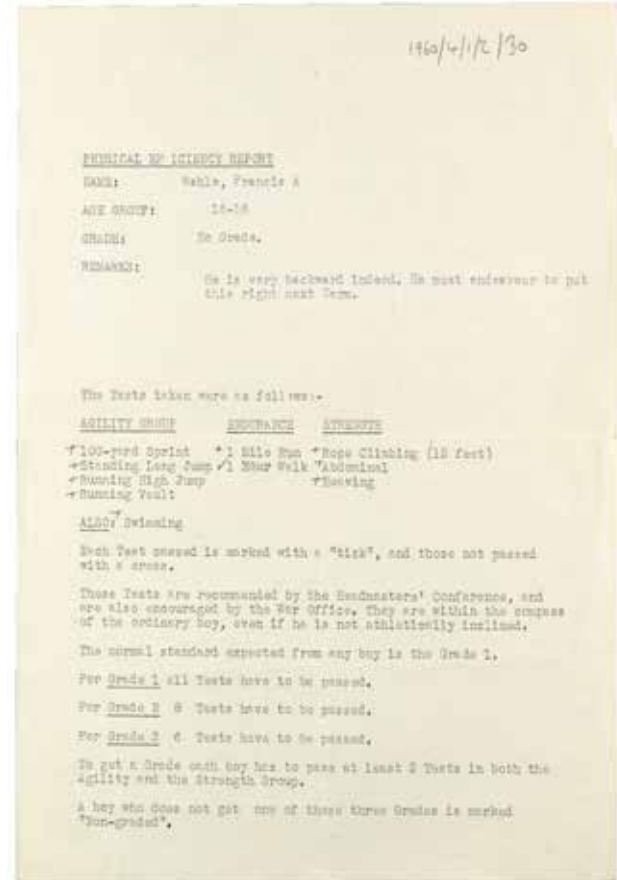 1960/4/1/2/30
PHYSICAL EFFICIENCY REPORT
NAME: Francis A
AGE GROUP:
GRADE: No Grade.
REMARKS:
He is very backward indeed. He must endeavour to put
this right next Term.
The Tests taken were as follows:-
AGILITY GROUP ENDURANCE STRENGTH
100-yard Sprint 1 Mile Run Rope Climbing (12 feet)
Standing Long Jump 1 Hour Walk Abdominal
Running High Jump Heaving
Running Vault
ALSO: Swimming
Each Test passed is marked with a "tick", and those not passed
with a cross.
These Tests are recommended by the Headmasters' Conference, and
are also encouraged by the War Office. They are within the compass
of the ordinary boy, even if he is not athletically inclined.
The normal standard expected from any boy is the Grade 1.
For Grade 1 all Tests have to be passed.
For Grade 2 8 Tests have to be passed.
For Grade 3 6 Tests have to be passed.
To get a Grade each boy has to pass at least 2 Tests in both the
Agility and the Strength Group.
A boy who does not get one of these three Grades is marked
"Non-graded".